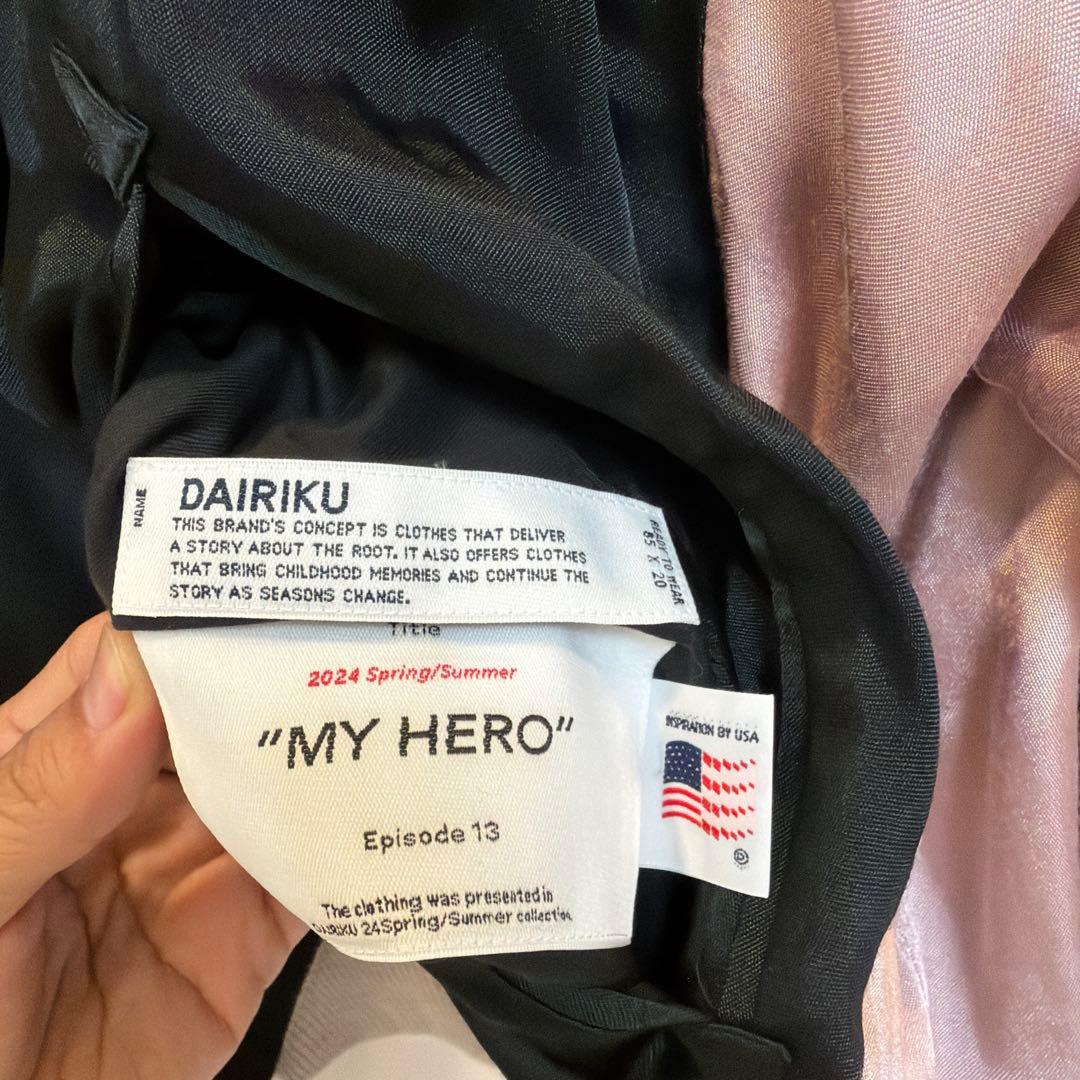 NAME
DAIRIKU
THIS BRAND'S CONCEPT IS CLOTHES THAT DELIVER
A STORY ABOUT THE ROOT. IT ALSO OFFERS CLOTHES
THAT BRING CHILDHOOD MEMORIES AND CONTINUE THE
STORY AS SEASONS CHANGE.
READY TO WEAR
85 X 20
Title
2024 Spring/Summer
"MY HERO"
Episode 13
The clothing was presented in
DAIRIKU 24Spring/Summer collection.
INSPIRATION BY USA